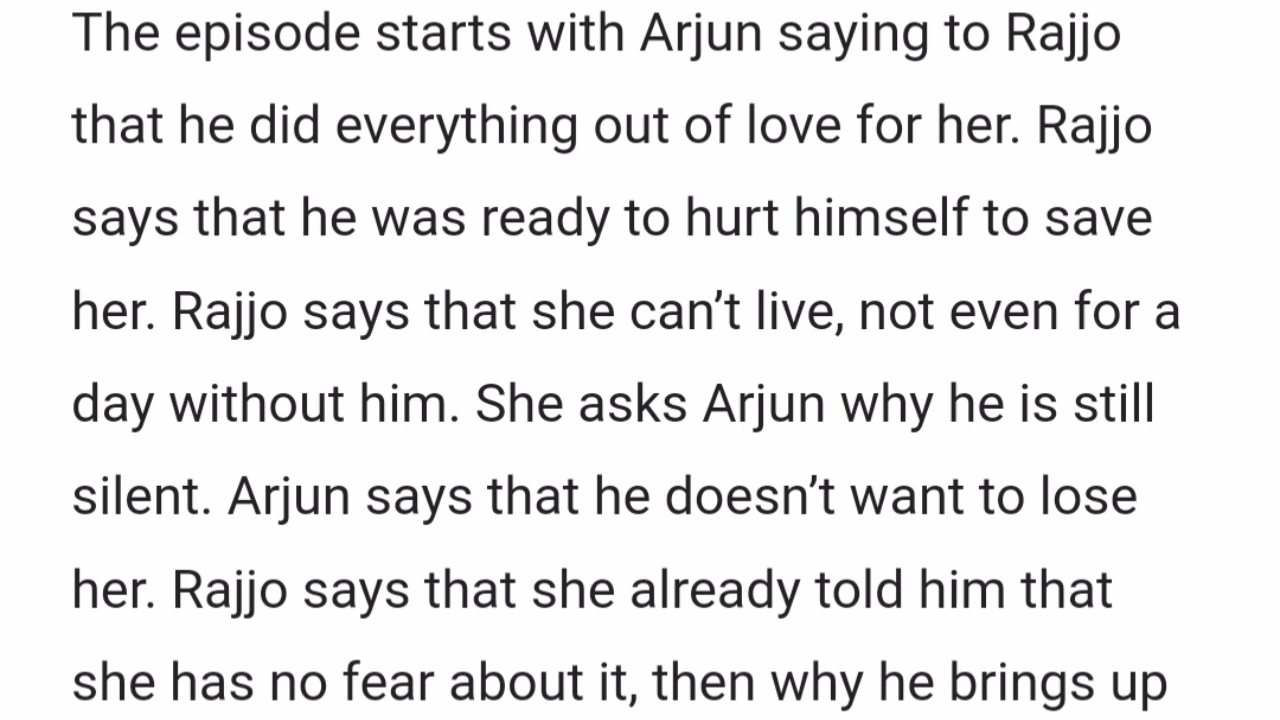 The episode starts with Arjun saying to Rajjo
that he did everything out of love for her. Rajjo
says that he was ready to hurt himself to save
her. Rajjo says that she can’t live, not even for a
day without him. She asks Arjun why he is still
silent. Arjun says that he doesn’t want to lose
her. Rajjo says that she already told him that
she has no fear about it, then why he brings up